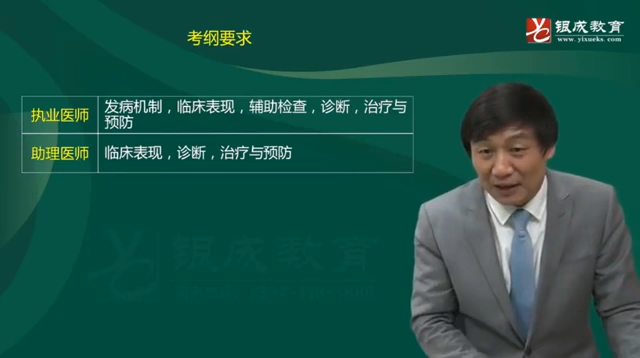 考纲要求
银成教育
www.yixueks.com
执业医师
发病机制，临床表现，辅助检查，诊断，治疗与
预防
助理医师
临床表现，诊断，治疗与预防
银成教育